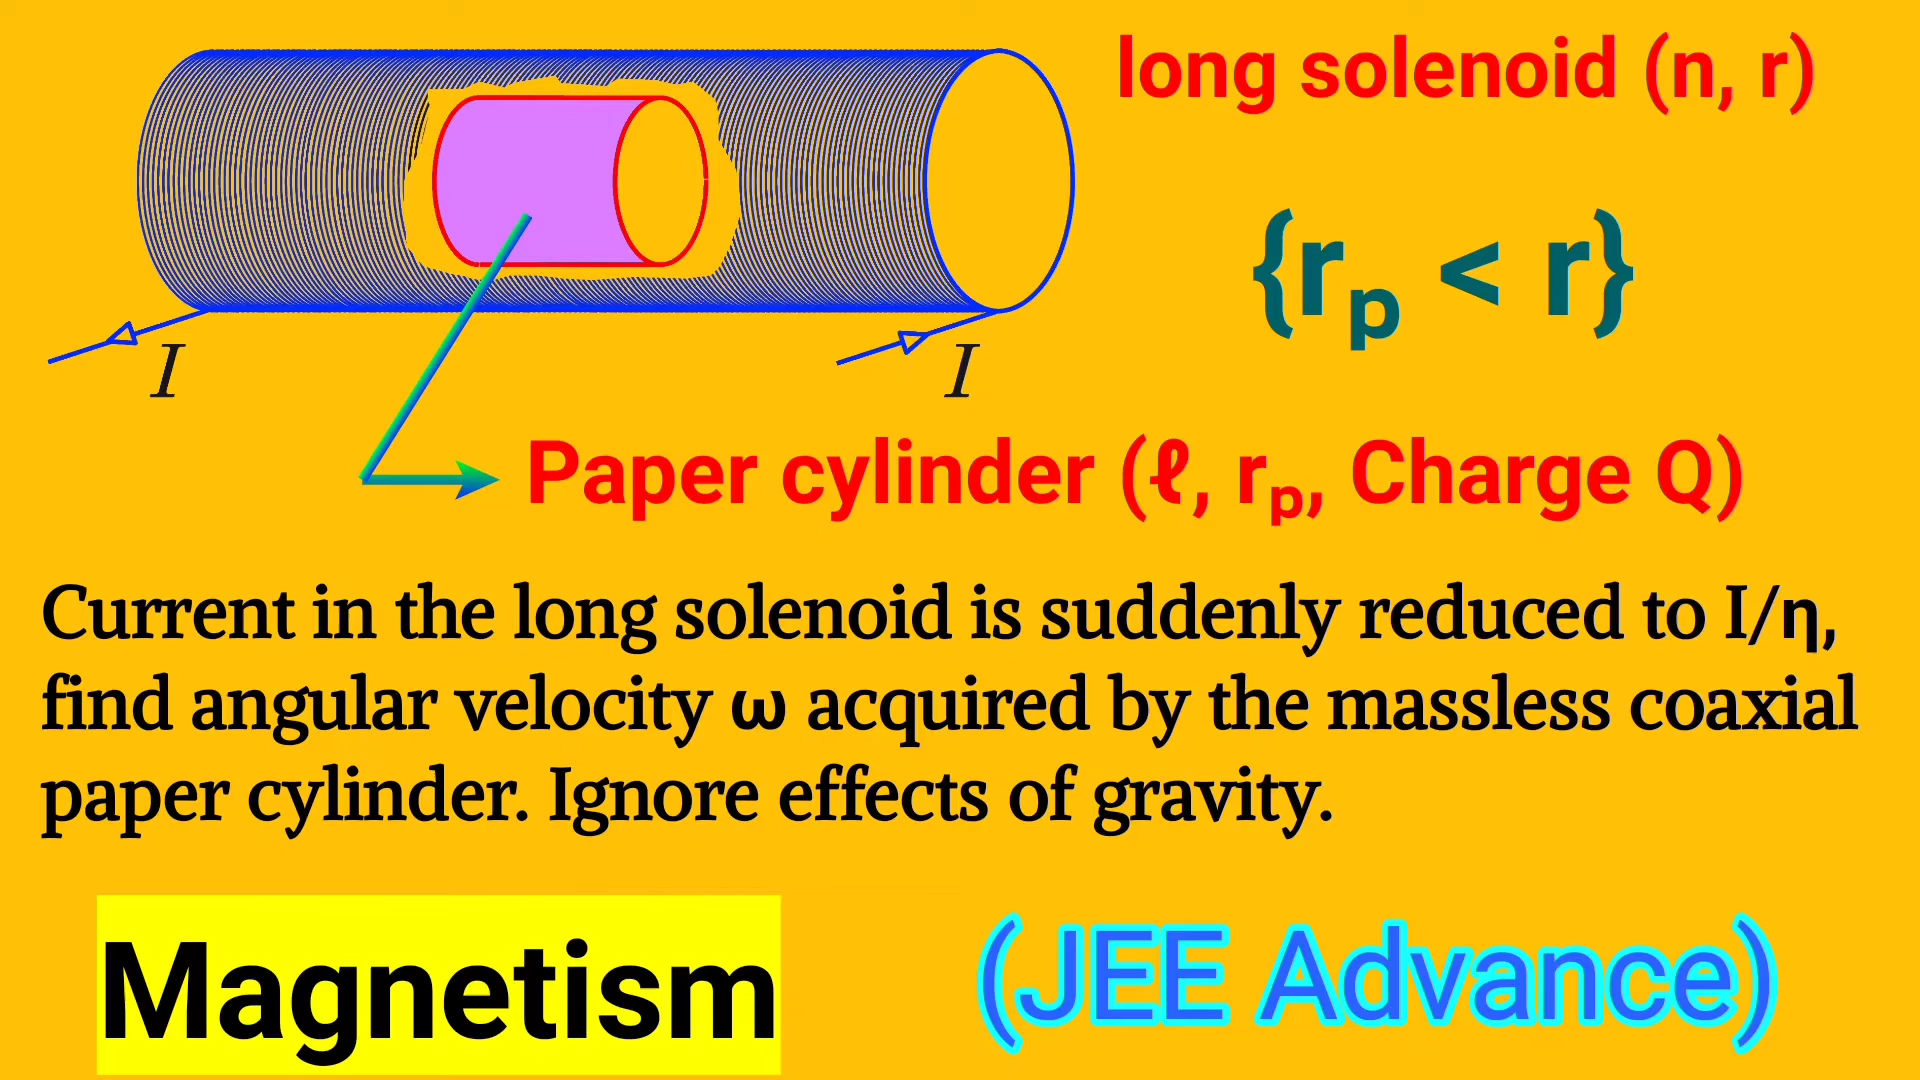 long solenoid (n, r)
{rₚ < r}
I
I
Paper cylinder (ℓ, rₚ, Charge Q)
Current in the long solenoid is suddenly reduced to I/η,
find angular velocity ω acquired by the massless coaxial
paper cylinder. Ignore effects of gravity.
Magnetism
(JEE Advance)